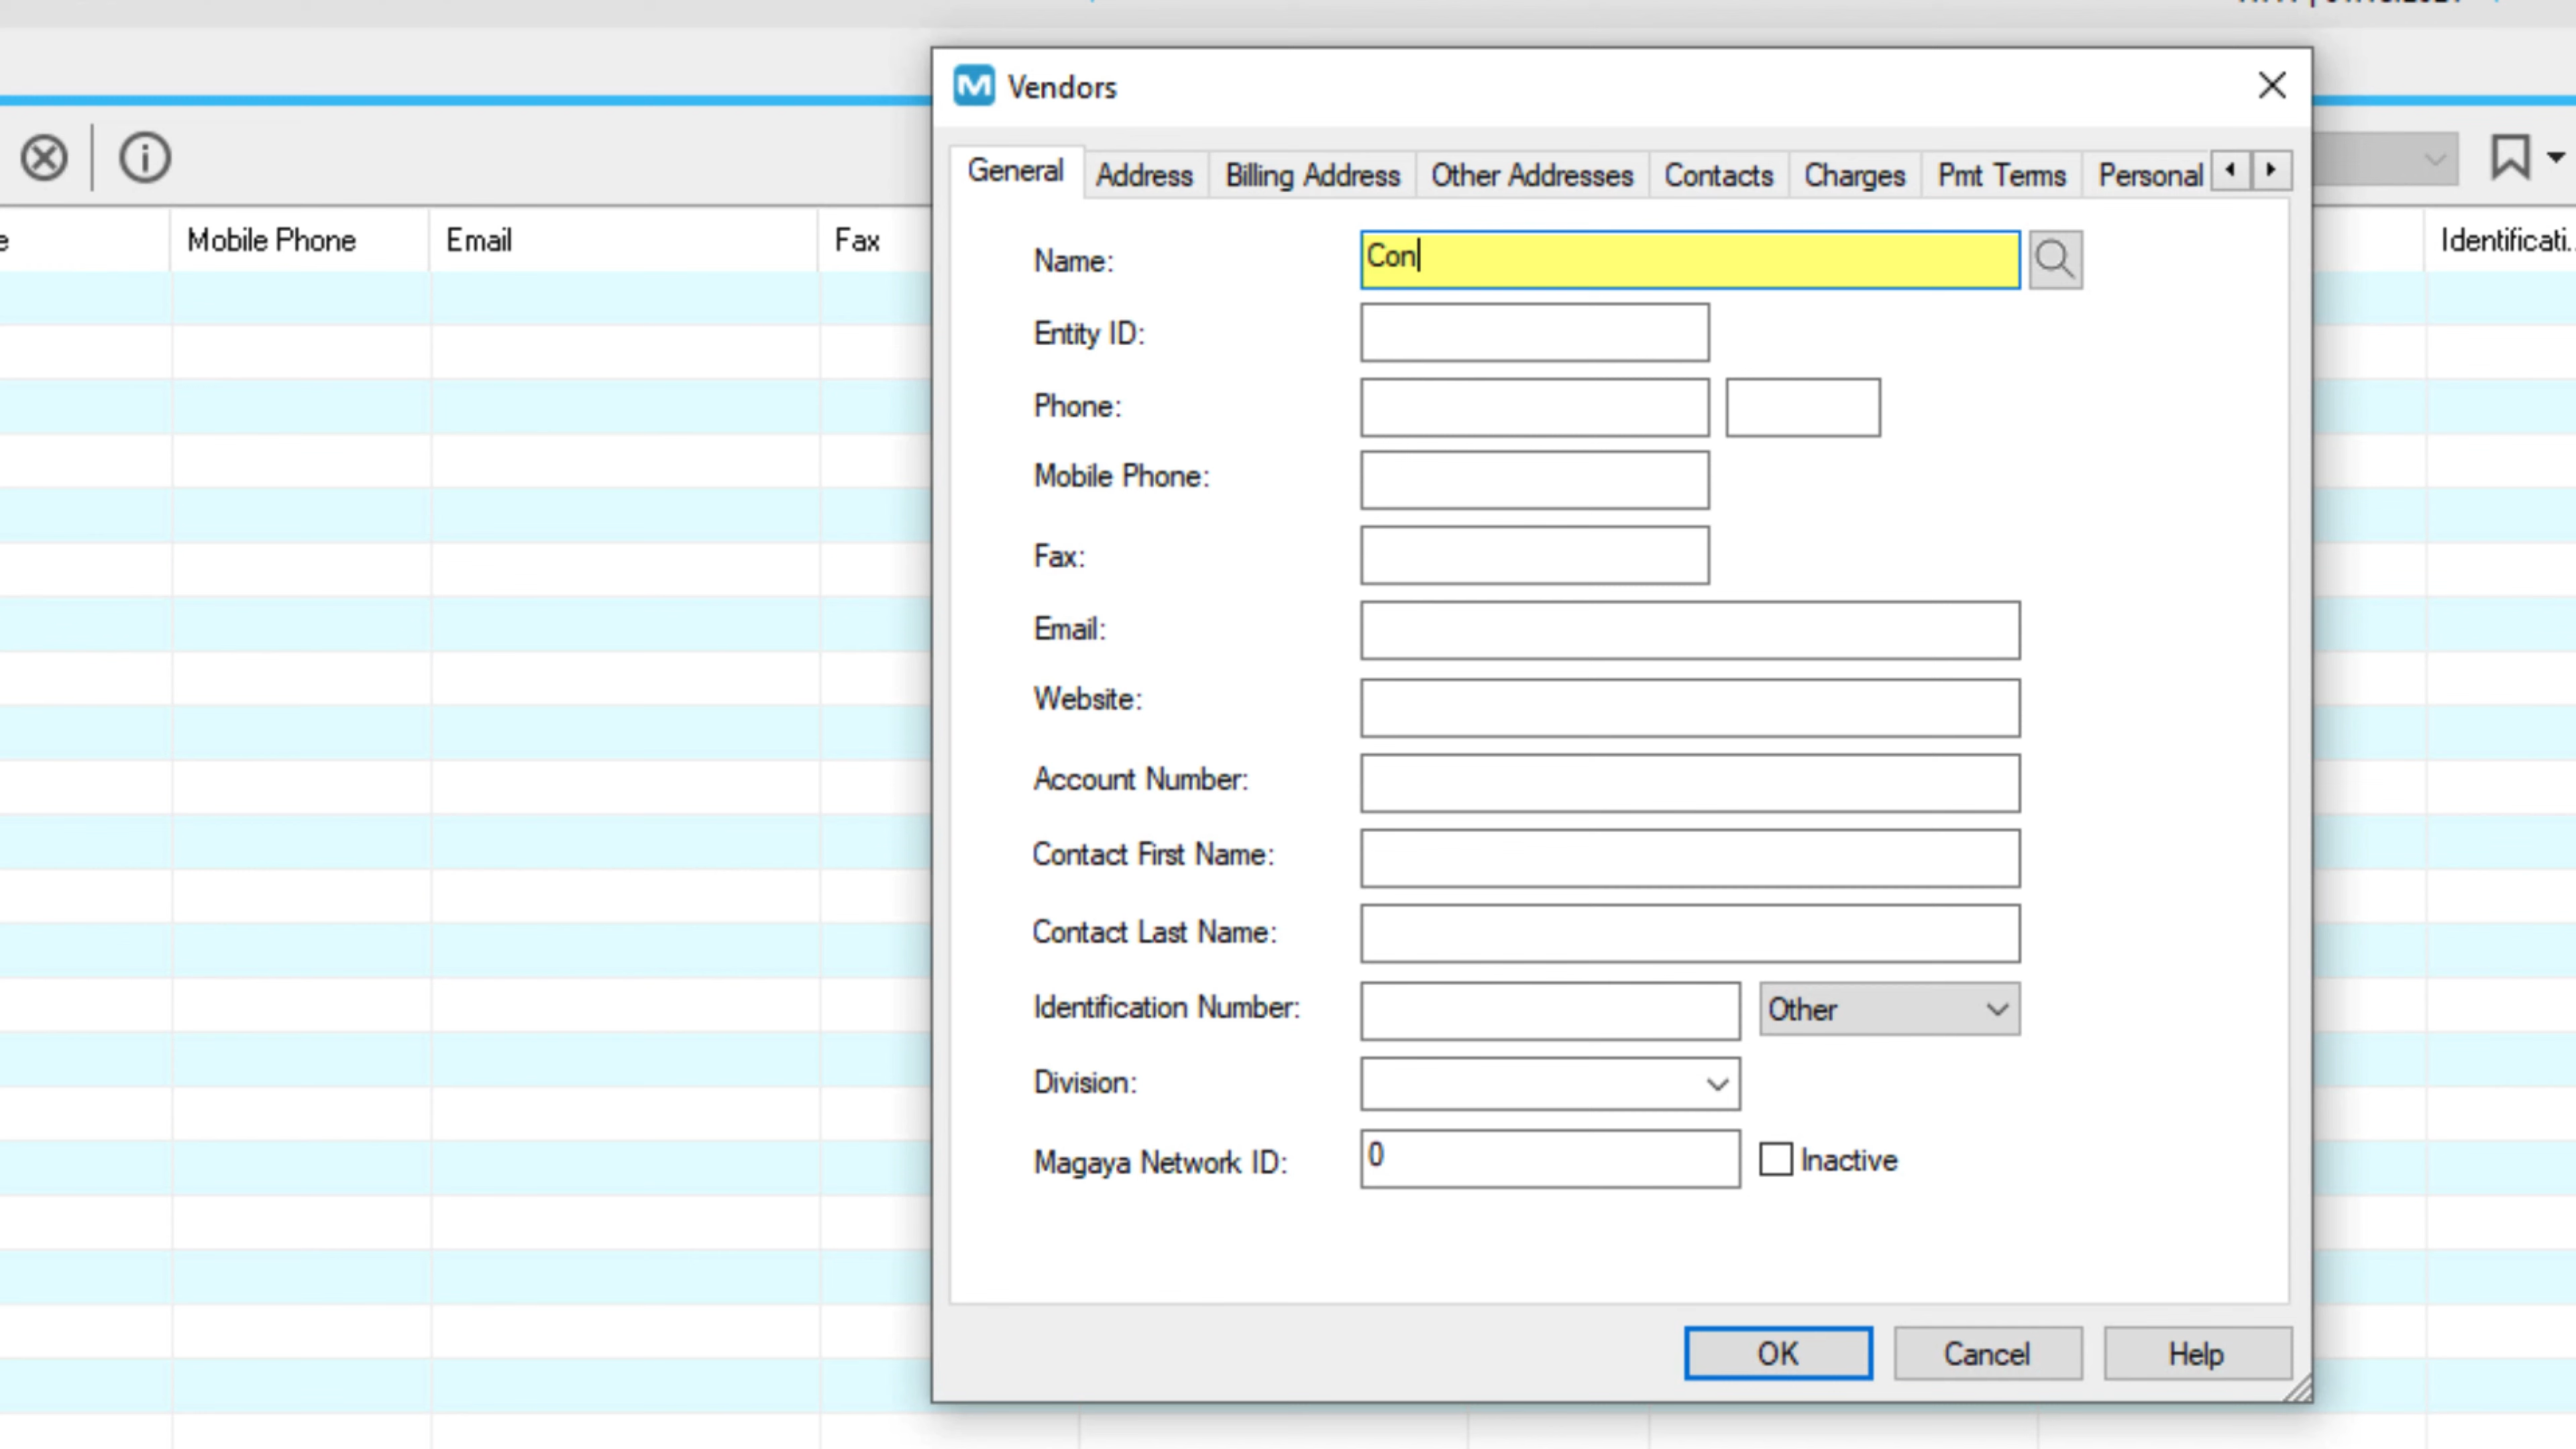 Vendors
General Address Billing Address Other Addresses Contacts Charges Pmt Terms Personal
Mobile Phone Email Fax Identificati...
Name: Con
Entity ID:
Phone:
Mobile Phone:
Fax:
Email:
Website:
Account Number:
Contact First Name:
Contact Last Name:
Identification Number: Other
Division:
Magaya Network ID: 0 Inactive
OK Cancel Help